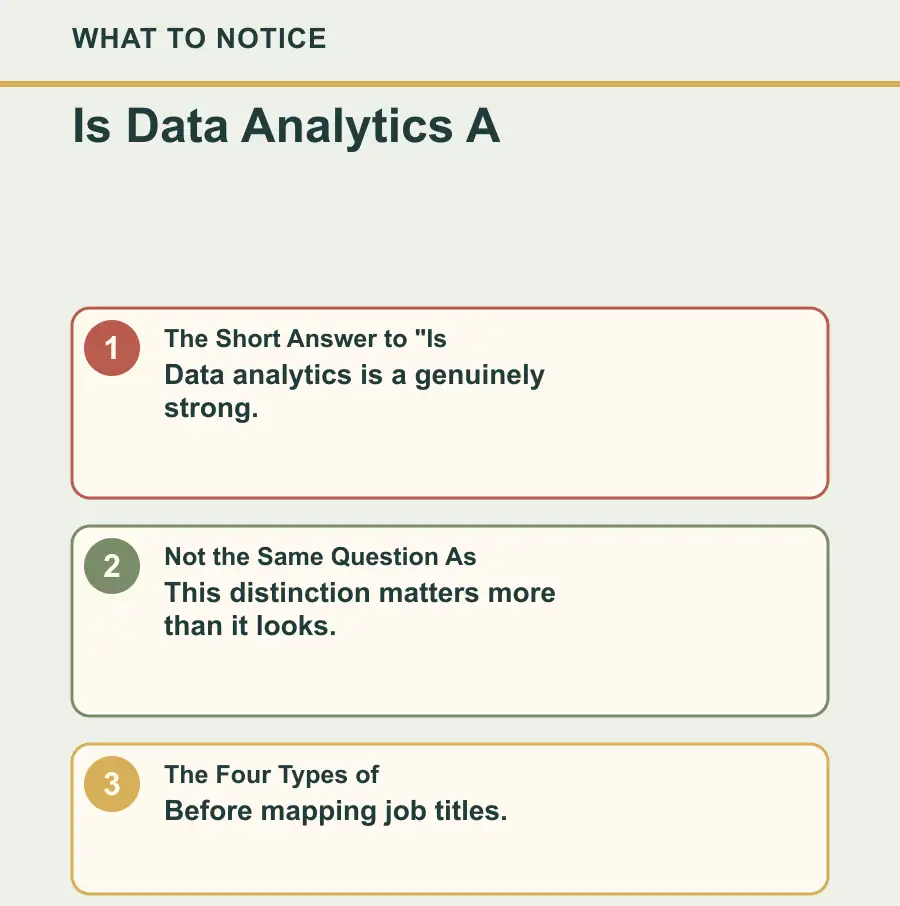 WHAT TO NOTICE
Is Data Analytics A
1
The Short Answer to "Is
Data analytics is a genuinely
strong.
2
Not the Same Question As
This distinction matters more
than it looks.
3
The Four Types of
Before mapping job titles.